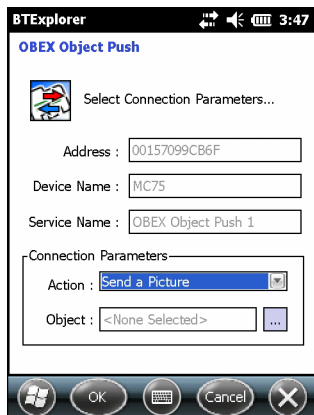 BTExplorer 3:47
OBEX Object Push
Select Connection Parameters...
Address : 00157099CB6F
Device Name : MC75
Service Name : OBEX Object Push 1
Connection Parameters
Action : Send a Picture
Object : <None Selected> ...
OK Cancel